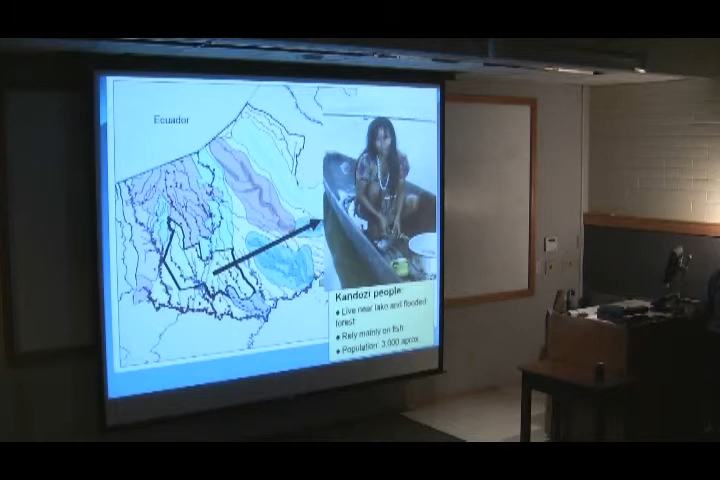 Ecuador
Kandozi people:
● Live near lake and flooded
forest
● Rely mainly on fish
● Population: 3,000 aprox.